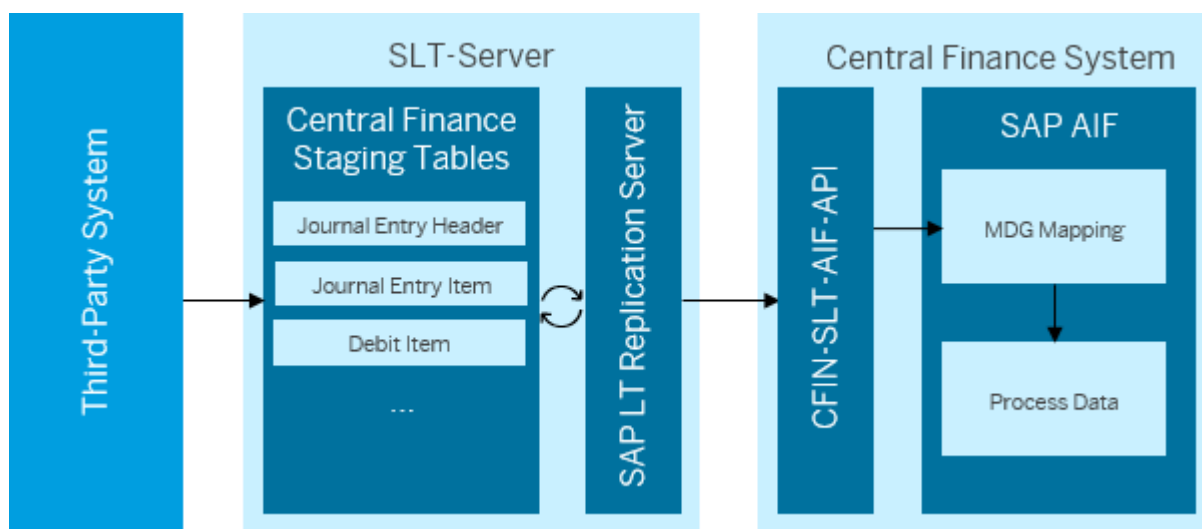 Third-Party System
SLT-Server
Central Finance
Staging Tables
Journal Entry Header
Journal Entry Item
Debit Item
...
SAP LT Replication Server
Central Finance System
CFIN-SLT-AIF-API
SAP AIF
MDG Mapping
Process Data